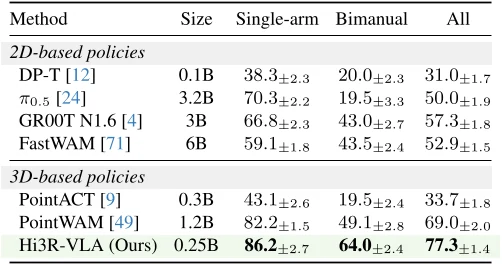 Method Size Single-arm Bimanual All
2D-based policies
DP-T [12] 0.1B 38.3±2.3 20.0±2.3 31.0±1.7
π0.5 [24] 3.2B 70.3±2.2 19.5±3.3 50.0±1.9
GR00T N1.6 [4] 3B 66.8±2.3 43.0±2.7 57.3±1.8
FastWAM [71] 6B 59.1±1.8 43.5±2.4 52.9±1.5
3D-based policies
PointACT [9] 0.3B 43.1±2.6 19.5±2.4 33.7±1.8
PointWAM [49] 1.2B 82.2±1.5 49.1±2.8 69.0±2.0
Hi3R-VLA (Ours) 0.25B 86.2±2.7 64.0±2.4 77.3±1.4